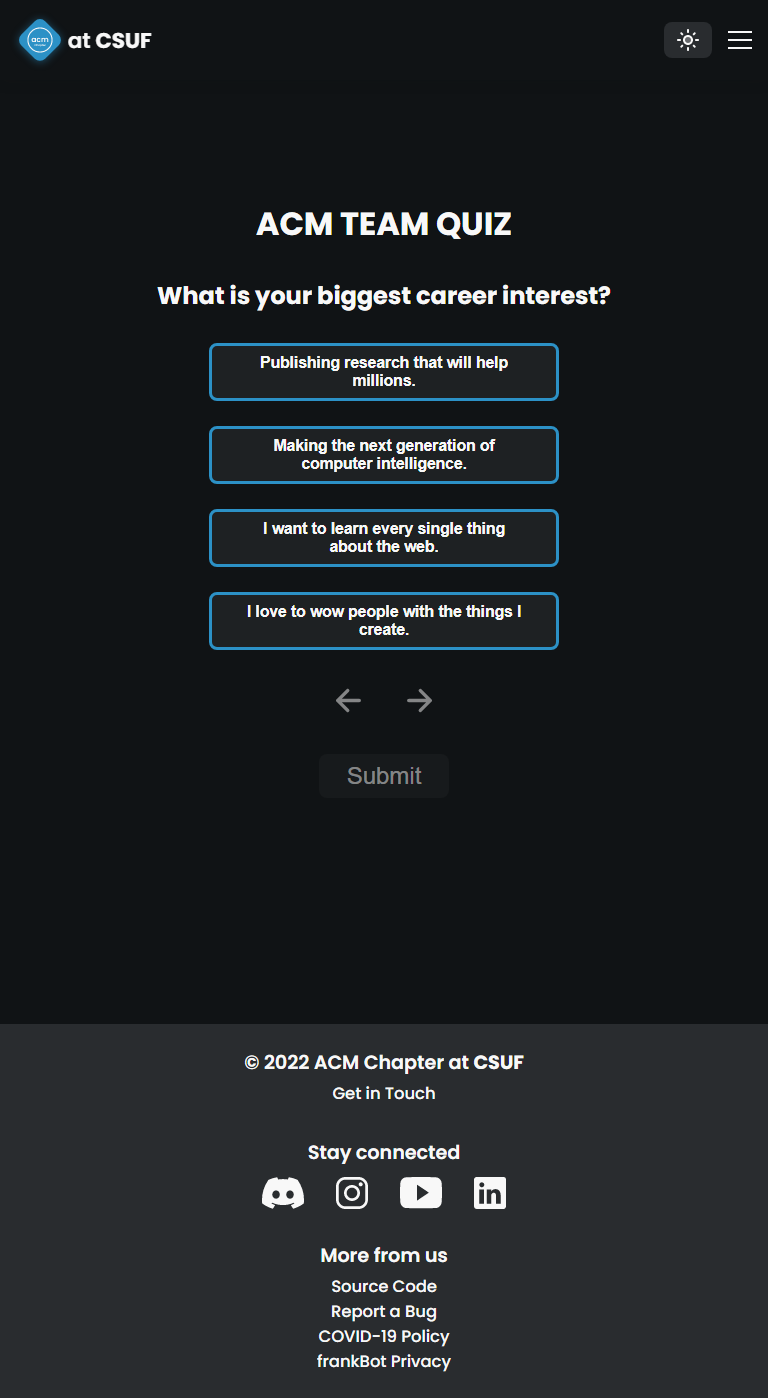 acm
at CSUF
ACM TEAM QUIZ
What is your biggest career interest?
Publishing research that will help
millions.
Making the next generation of
computer intelligence.
I want to learn every single thing
about the web.
I love to wow people with the things I
create.
Submit
© 2022 ACM Chapter at CSUF
Get in Touch
Stay connected
in
More from us
Source Code
Report a Bug
COVID-19 Policy
frankBot Privacy